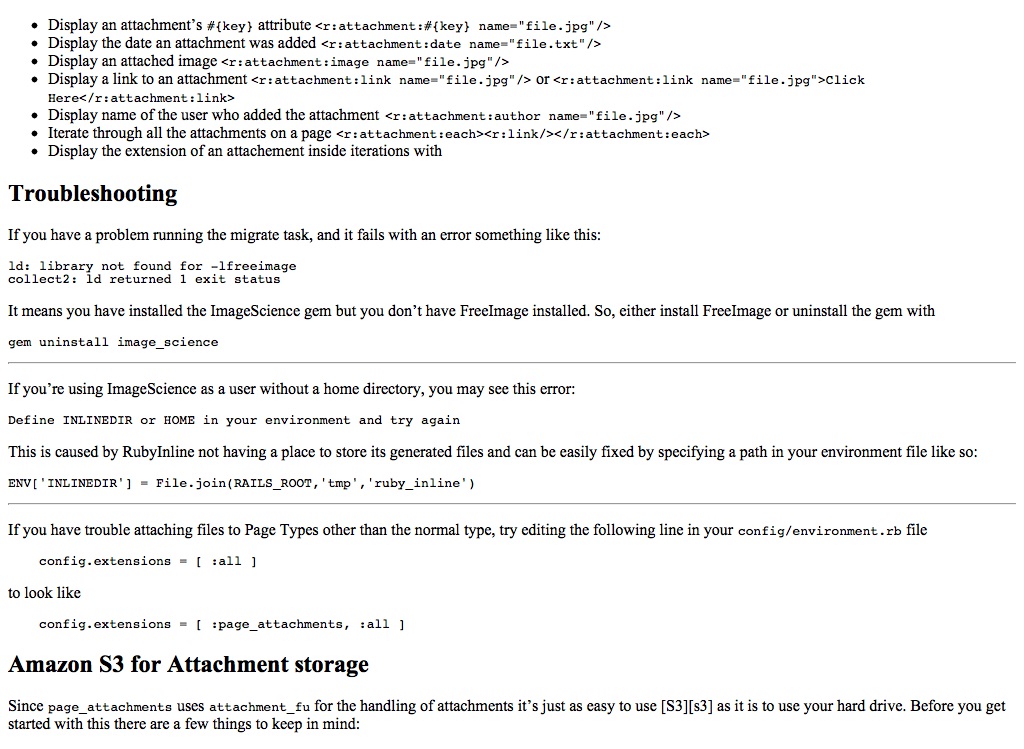 • Display an attachment’s #{key} attribute <r:attachment:#{key} name="file.jpg"/>
• Display the date an attachment was added <r:attachment:date name="file.txt"/>
• Display an attached image <r:attachment:image name="file.jpg"/>
• Display a link to an attachment <r:attachment:link name="file.jpg"/> or <r:attachment:link name="file.jpg">Click
Here</r:attachment:link>
• Display name of the user who added the attachment <r:attachment:author name="file.jpg"/>
• Iterate through all the attachments on a page <r:attachment:each><r:link/></r:attachment:each>
• Display the extension of an attachement inside iterations with
Troubleshooting
If you have a problem running the migrate task, and it fails with an error something like this:
ld: library not found for -lfreeimage
collect2: ld returned 1 exit status
It means you have installed the ImageScience gem but you don’t have FreeImage installed. So, either install FreeImage or uninstall the gem with
gem uninstall image_science
If you’re using ImageScience as a user without a home directory, you may see this error:
Define INLINEDIR or HOME in your environment and try again
This is caused by RubyInline not having a place to store its generated files and can be easily fixed by specifying a path in your environment file like so:
ENV['INLINEDIR'] = File.join(RAILS_ROOT,'tmp','ruby_inline')
If you have trouble attaching files to Page Types other than the normal type, try editing the following line in your config/environment.rb file
config.extensions = [ :all ]
to look like
config.extensions = [ :page_attachments, :all ]
Amazon S3 for Attachment storage
Since page_attachments uses attachment_fu for the handling of attachments it’s just as easy to use [S3][s3] as it is to use your hard drive. Before you get
started with this there are a few things to keep in mind: